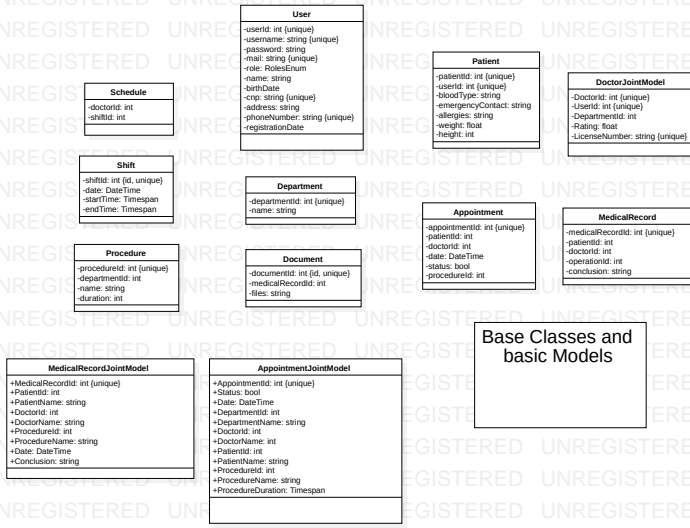 User
-userId: int {unique}
-username: string {unique}
-password: string
-mail: string {unique}
-role: RolesEnum
-name: string
-birthDate
-cnp: string {unique}
-address: string
-phoneNumber: string {unique}
-registrationDate
Patient
-patientId: int {unique}
-userId: int {unique}
-bloodType: string
-emergencyContact: string
-allergies: string
-weight: float
-height: int
DoctorJointModel
-DoctorId: int {unique}
-UserId: int {unique}
-DepartmentId: int
-Rating: float
-LicenseNumber: string {unique}
Schedule
-doctorId: int
-shiftId: int
Shift
-shiftId: int {id, unique}
-date: DateTime
-startTime: Timespan
-endTime: Timespan
Department
-departmentId: int {unique}
-name: string
Appointment
-appointmentId: int {unique}
-patientId: int
-doctorId: int
-date: DateTime
-status: bool
-procedureId: int
MedicalRecord
-medicalRecordId: int {unique}
-patientId: int
-doctorId: int
-operationId: int
-conclusion: string
Procedure
-procedureId: int {unique}
-departmentId: int
-name: string
-duration: int
Document
-documentId: int {id, unique}
-medicalRecordId: int
-files: string
Base Classes and
basic Models
MedicalRecordJointModel
+MedicalRecordId: int {unique}
+PatientId: int
+PatientName: string
+DoctorId: int
+DoctorName: string
+ProcedureId: int
+ProcedureName: string
+Date: DateTime
+Conclusion: string
AppointmentJointModel
+AppointmentId: int {unique}
+Status: bool
+Date: DateTime
+DepartmentId: int
+DepartmentName: string
+DoctorId: int
+DoctorName: int
+PatientId: int
+PatientName: string
+ProcedureId: int
+ProcedureName: string
+ProcedureDuration: Timespan
UNREGISTERED